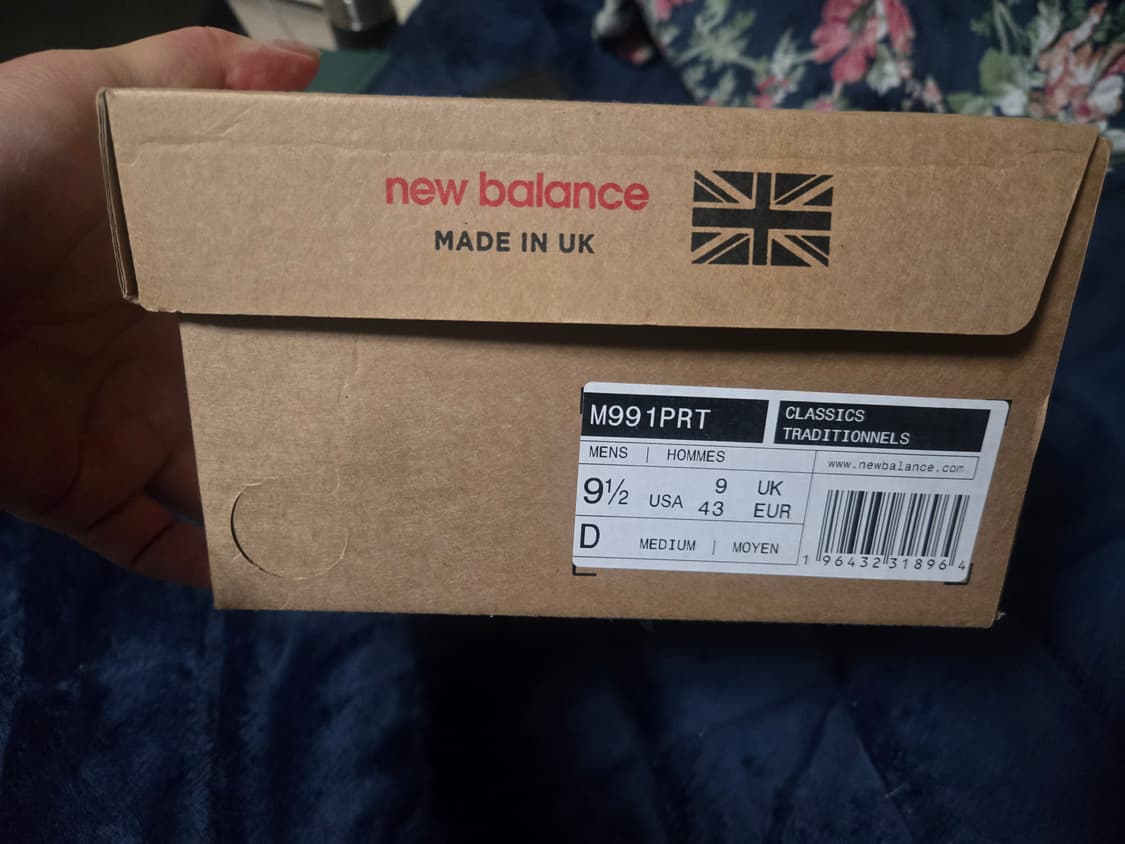 new balance
MADE IN UK
M991PRT
CLASSICS
TRADITIONNELS
MENS | HOMMES
www.newbalance.com
9½ USA 9 UK
43 EUR
D MEDIUM | MOYEN
1 96432 31896 4